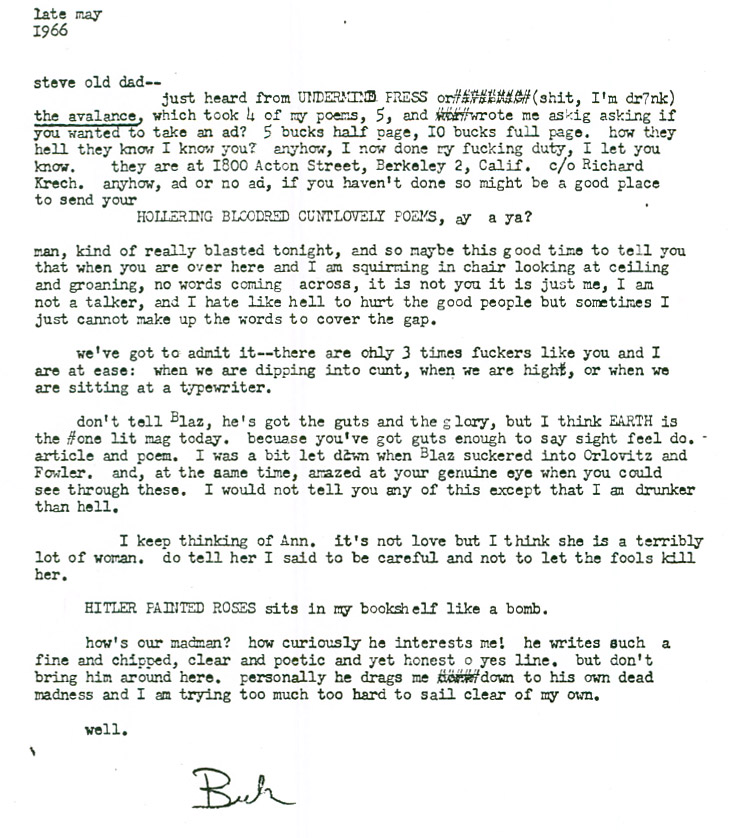 late may
1966
steve old dad--
just heard from UNDERMINE PRESS or######## (shit, I'm dr7nk)
the avalance, which took 4 of my poems, 5, and ####wrote me askig asking if
you wanted to take an ad? 5 bucks half page, IO bucks full page. how they
hell they know I know you? anyhow, I now done my fucking duty, I let you
know. they are at I800 Acton Street, Berkeley 2, Calif. c/o Richard
Krech. anyhow, ad or no ad, if you haven't done so might be a good place
to send your
HOLLERING BLOODRED CUNTLOVELY POEMS, ay a ya?
man, kind of really blasted tonight, and so maybe this good time to tell you
that when you are over here and I am squirming in chair looking at ceiling
and groaning, no words coming across, it is not you it is just me, I am
not a talker, and I hate like hell to hurt the good people but sometimes I
just cannot make up the words to cover the gap.
we've got to admit it--there are only 3 times fuckers like you and I
are at ease: when we are dipping into cunt, when we are hight, or when we
are sitting at a typewriter.
don't tell Blaz, he's got the guts and the glory, but I think EARTH is
the #one lit mag today. becuase you've got guts enough to say sight feel do. -
article and poem. I was a bit let down when Blaz suckered into Orlovitz and
Fowler. and, at the same time, amazed at your genuine eye when you could
see through these. I would not tell you any of this except that I am drunker
than hell.
I keep thinking of Ann. it's not love but I think she is a terribly
lot of woman. do tell her I said to be careful and not to let the fools kill
her.
HITLER PAINTED ROSES sits in my bookshelf like a bomb.
how's our madman? how curiously he interests me! he writes such a
fine and chipped, clear and poetic and yet honest o yes line. but don't
bring him around here. personally he drags me ####down to his own dead
madness and I am trying too much too hard to sail clear of my own.
well.
Buk